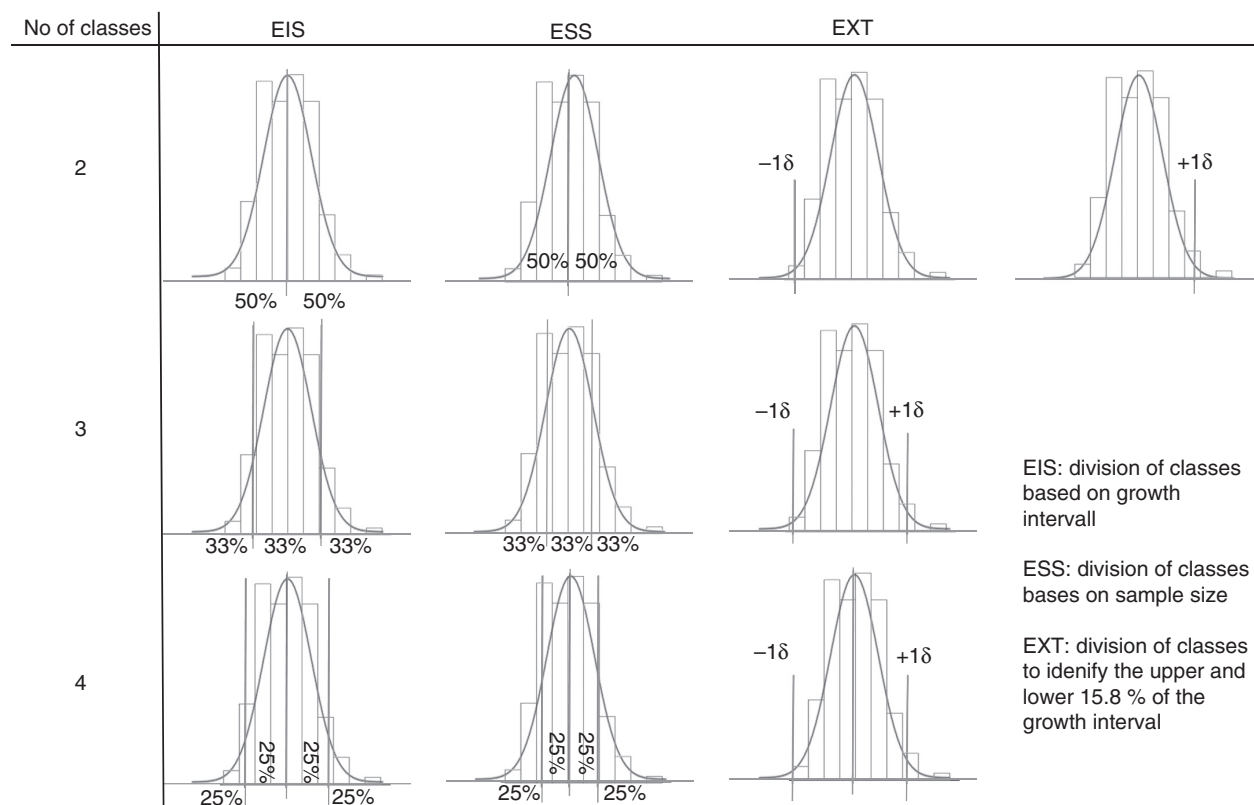 No of classes EIS ESS EXT
2
−1δ
+1δ
50% 50%
50% 50%
3
−1δ
+1δ
33% 33% 33%
33% 33% 33%
EIS: division of classes
based on growth
intervall
ESS: division of classes
bases on sample size
EXT: division of classes
to idenify the upper and
lower 15.8 % of the
growth interval
4
−1δ
+1δ
25%
25%
25%
25%
25% 25%
25% 25%